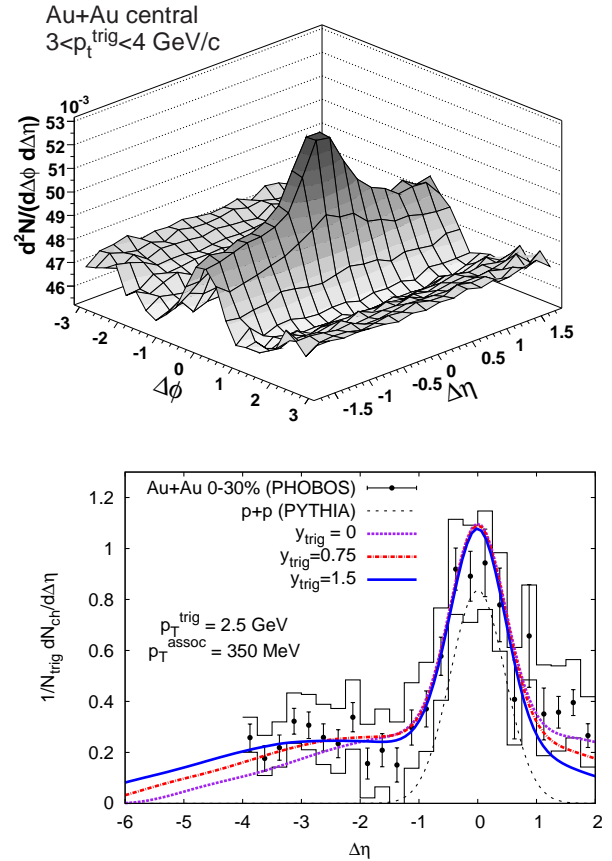 Au+Au central
3<p_t^trig<4 GeV/c
10^-3
d²N/(dΔφ dΔη)
53
52
51
50
49
48
47
46
-3
-2
-1
0
1
2
3
Δφ
-1.5
-1
-0.5
0
0.5
1
1.5
Δη
Au+Au 0-30% (PHOBOS)
p+p (PYTHIA)
y_trig = 0
y_trig=0.75
y_trig=1.5
p_T^trig = 2.5 GeV
p_T^assoc = 350 MeV
1/N_trig dN_ch/dΔη
1.2
1
0.8
0.6
0.4
0.2
0
-6 -5 -4 -3 -2 -1 0 1 2
Δη